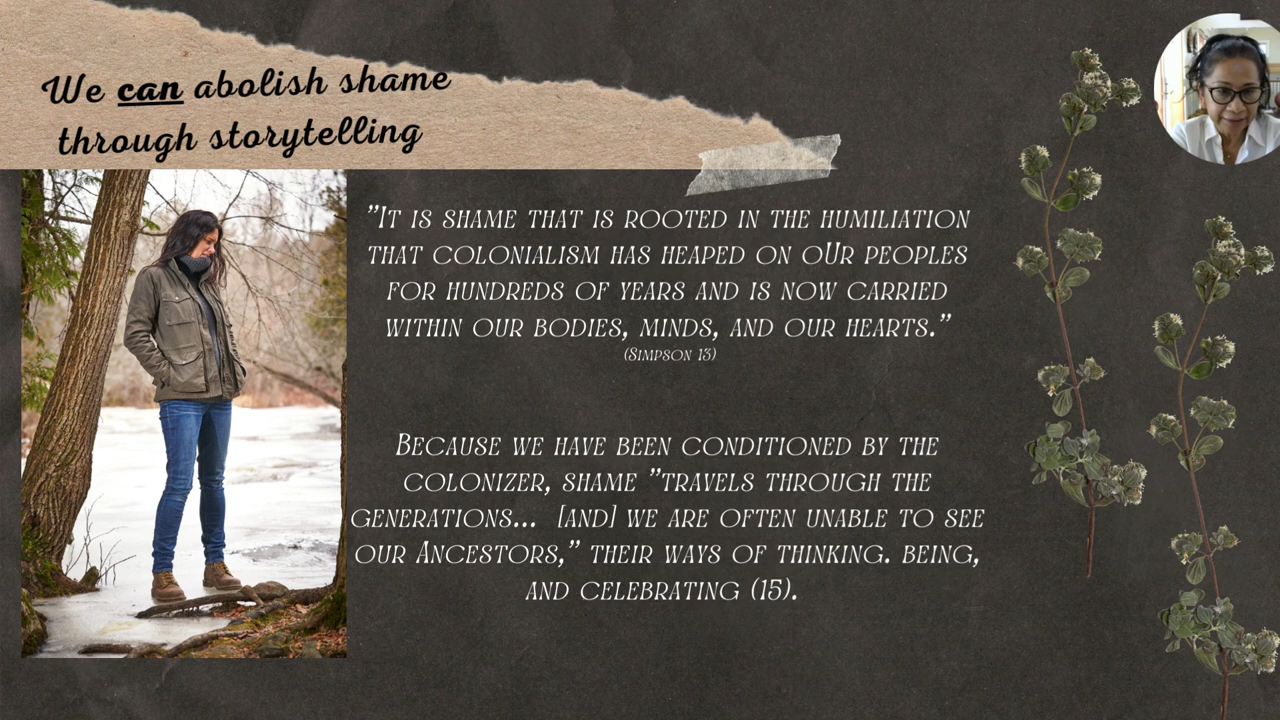 We can abolish shame
through storytelling
"It is shame that is rooted in the humiliation
that colonialism has heaped on oUr peoples
for hundreds of years and is now carried
within our bodies, minds, and our hearts."
(Simpson 13)
Because we have been conditioned by the
colonizer, shame "travels through the
generations... [and] we are often unable to see
our Ancestors," their ways of thinking. being,
and celebrating (15).